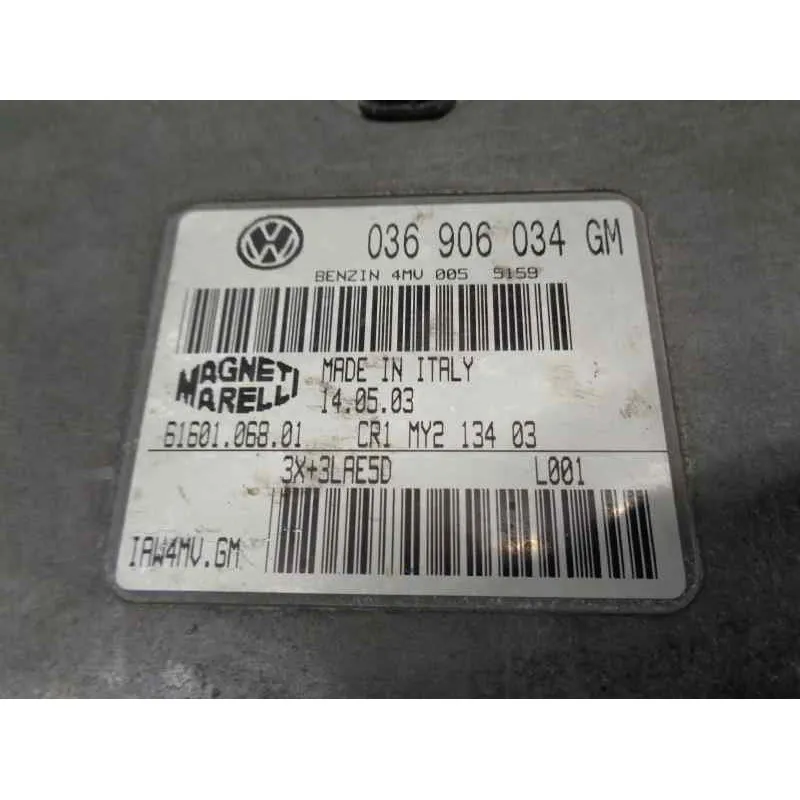 036 906 034 GM
BENZIN 4MV 005 5159
MAGNETI
MARELLI
MADE IN ITALY
14.05.03
61601.068.01 CR1 MY2 134 03
3X+3LAE5D L001
IAW4MV.GM